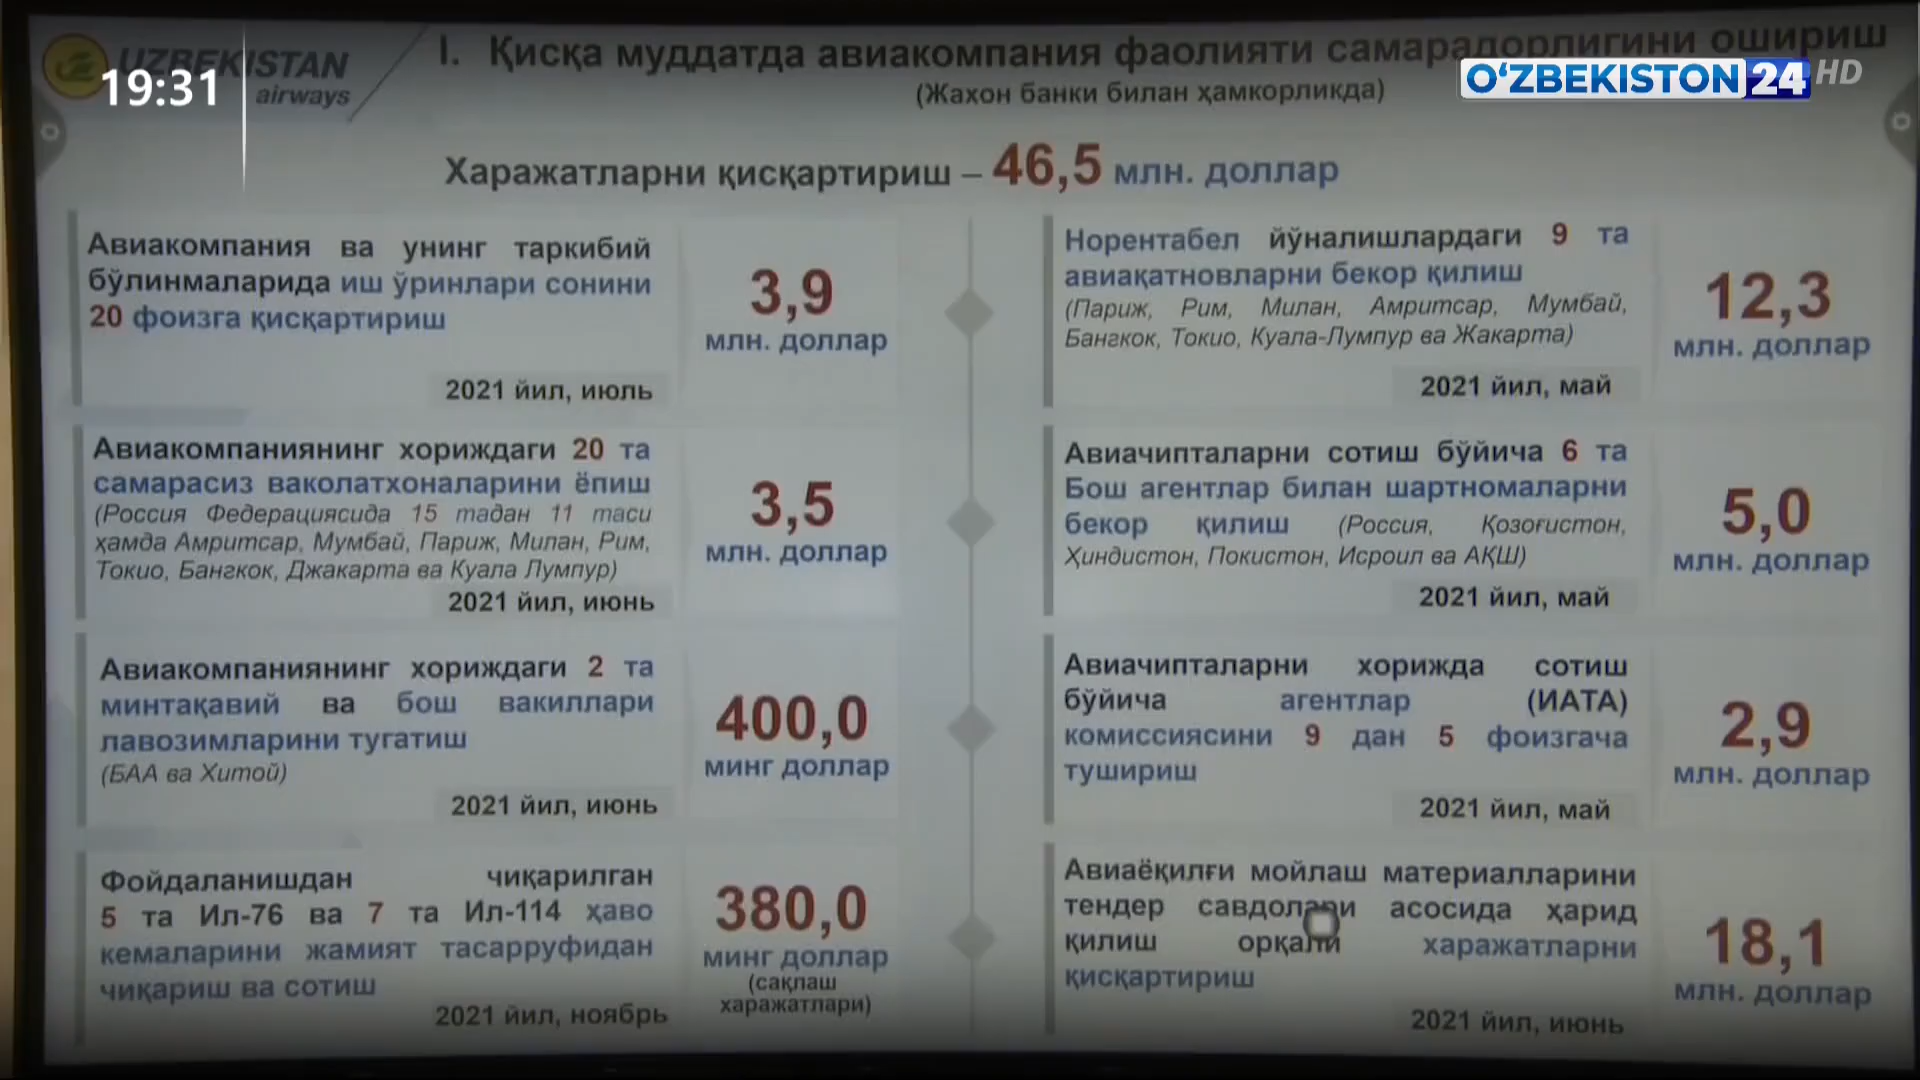 UZBEKISTAN
airways
19:31
I. Қисқа муддатда авиакомпания фаолияти самарадорлигини ошириш
(Жахон банки билан ҳамкорликда)
O‘ZBEKISTON 24 HD
Харажатларни қисқартириш – 46,5 млн. доллар
Авиакомпания ва унинг таркибий
бўлинмаларида иш ўринлари сонини
20 фоизга қисқартириш
2021 йил, июль
3,9
млн. доллар
Авиакомпаниянинг хориждаги 20 та
самарасиз ваколатхоналарини ёпиш
(Россия Федерациясида 15 тадан 11 таси
ҳамда Амритсар, Мумбай, Париж, Милан, Рим,
Токио, Бангкок, Джакарта ва Куала Лумпур)
2021 йил, июнь
3,5
млн. доллар
Авиакомпаниянинг хориждаги 2 та
минтақавий ва бош вакиллари
лавозимларини тугатиш
(БАА ва Хитой)
2021 йил, июнь
400,0
минг доллар
Фойдаланишдан чиқарилган
5 та Ил-76 ва 7 та Ил-114 ҳаво
кемаларини жамият тасарруфидан
чиқариш ва сотиш
2021 йил, ноябрь
380,0
минг доллар
(сақлаш
харажатлари)
Норентабел йўналишлардаги 9 та
авиақатновларни бекор қилиш
(Париж, Рим, Милан, Амритсар, Мумбай,
Бангкок, Токио, Куала-Лумпур ва Жакарта)
2021 йил, май
12,3
млн. доллар
Авиачипталарни сотиш бўйича 6 та
Бош агентлар билан шартномаларни
бекор қилиш (Россия, Қозоғистон,
Ҳиндистон, Покистон, Исроил ва АҚШ)
2021 йил, май
5,0
млн. доллар
Авиачипталарни хорижда сотиш
бўйича агентлар (ИАТА)
комиссиясини 9 дан 5 фоизгача
тушириш
2021 йил, май
2,9
млн. доллар
Авиаёқилғи мойлаш материалларини
тендер савдолари асосида ҳарид
қилиш орқали харажатларни
қисқартириш
2021 йил, июнь
18,1
млн. доллар